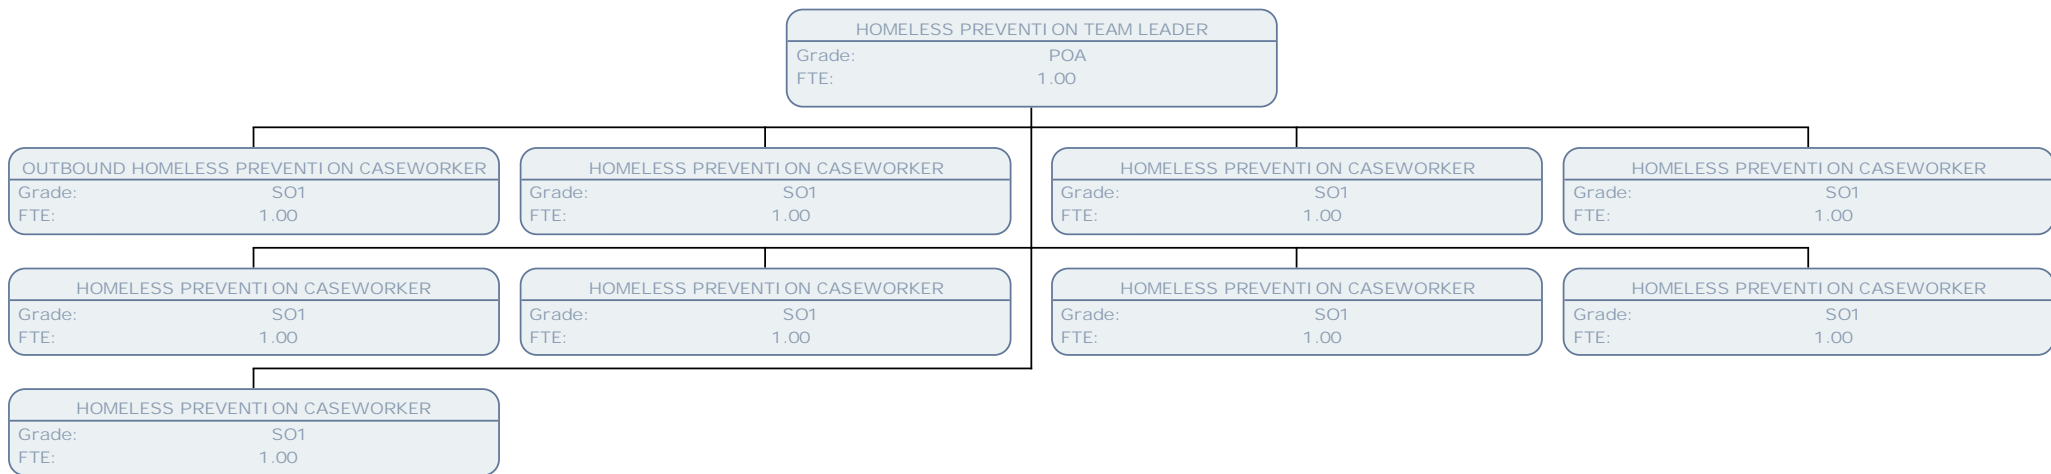 HOMELESS PREVENTION TEAM LEADER
Grade: POA
FTE: 1.00
OUTBOUND HOMELESS PREVENTION CASEWORKER
Grade: SO1
FTE: 1.00
HOMELESS PREVENTION CASEWORKER
Grade: SO1
FTE: 1.00
HOMELESS PREVENTION CASEWORKER
Grade: SO1
FTE: 1.00
HOMELESS PREVENTION CASEWORKER
Grade: SO1
FTE: 1.00
HOMELESS PREVENTION CASEWORKER
Grade: SO1
FTE: 1.00
HOMELESS PREVENTION CASEWORKER
Grade: SO1
FTE: 1.00
HOMELESS PREVENTION CASEWORKER
Grade: SO1
FTE: 1.00
HOMELESS PREVENTION CASEWORKER
Grade: SO1
FTE: 1.00
HOMELESS PREVENTION CASEWORKER
Grade: SO1
FTE: 1.00